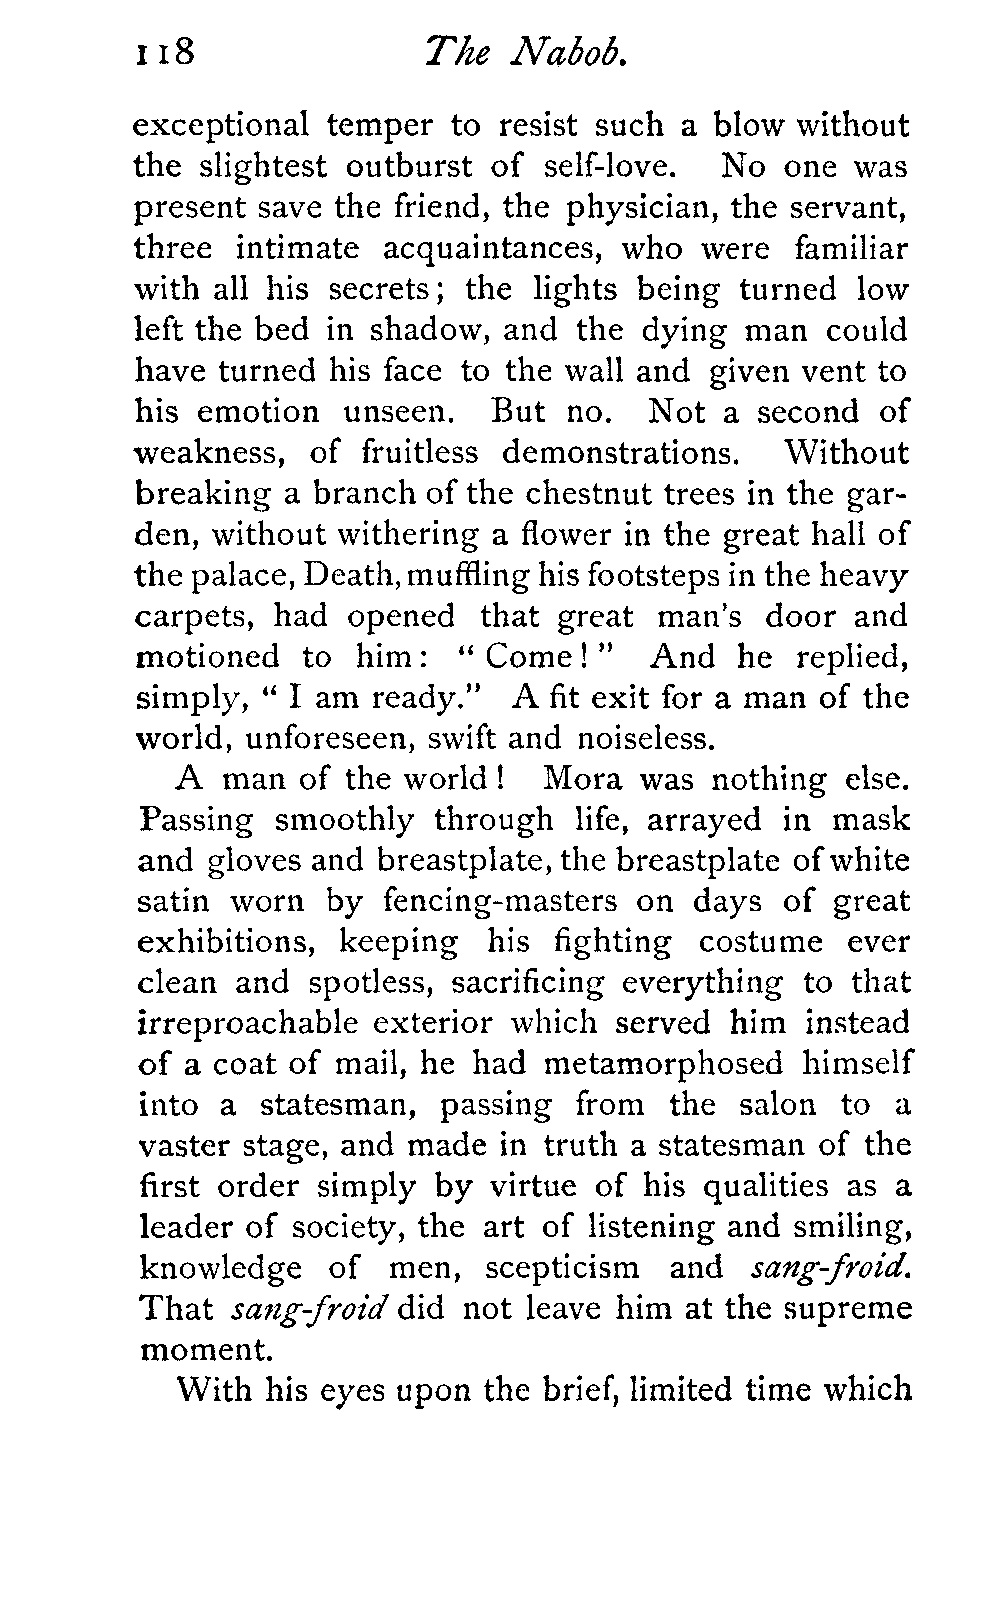 118 The Nabob.
exceptional temper to resist such a blow without
the slightest outburst of self-love. No one was
present save the friend, the physician, the servant,
three intimate acquaintances, who were familiar
with all his secrets; the lights being turned low
left the bed in shadow, and the dying man could
have turned his face to the wall and given vent to
his emotion unseen. But no. Not a second of
weakness, of fruitless demonstrations. Without
breaking a branch of the chestnut trees in the gar-
den, without withering a flower in the great hall of
the palace, Death, muffling his footsteps in the heavy
carpets, had opened that great man's door and
motioned to him: "Come!" And he replied,
simply, "I am ready." A fit exit for a man of the
world, unforeseen, swift and noiseless.
A man of the world! Mora was nothing else.
Passing smoothly through life, arrayed in mask
and gloves and breastplate, the breastplate of white
satin worn by fencing-masters on days of great
exhibitions, keeping his fighting costume ever
clean and spotless, sacrificing everything to that
irreproachable exterior which served him instead
of a coat of mail, he had metamorphosed himself
into a statesman, passing from the salon to a
vaster stage, and made in truth a statesman of the
first order simply by virtue of his qualities as a
leader of society, the art of listening and smiling,
knowledge of men, scepticism and sang-froid.
That sang-froid did not leave him at the supreme
moment.
With his eyes upon the brief, limited time which